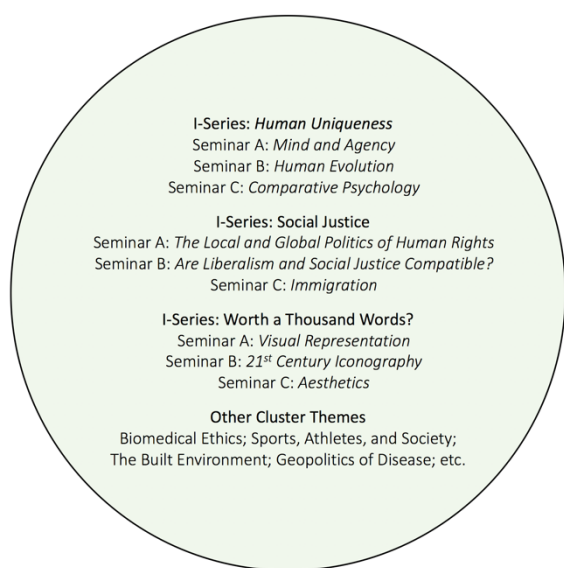 I-Series: Human Uniqueness
Seminar A: Mind and Agency
Seminar B: Human Evolution
Seminar C: Comparative Psychology
I-Series: Social Justice
Seminar A: The Local and Global Politics of Human Rights
Seminar B: Are Liberalism and Social Justice Compatible?
Seminar C: Immigration
I-Series: Worth a Thousand Words?
Seminar A: Visual Representation
Seminar B: 21st Century Iconography
Seminar C: Aesthetics
Other Cluster Themes
Biomedical Ethics; Sports, Athletes, and Society;
The Built Environment; Geopolitics of Disease; etc.